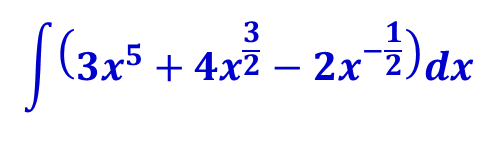 ∫(3x⁵ + 4x^{3/2} − 2x^{−1/2})dx